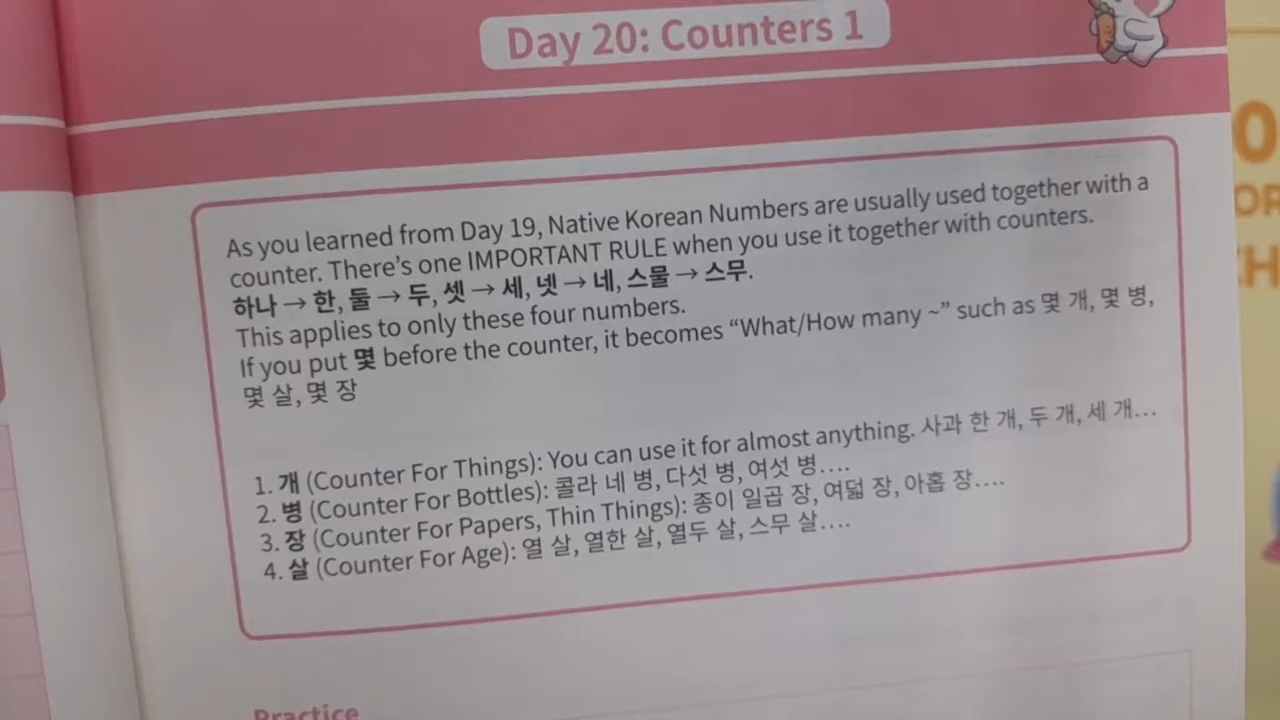 Day 20: Counters 1
As you learned from Day 19, Native Korean Numbers are usually used together with a
counter. There's one IMPORTANT RULE when you use it together with counters.
하나 → 한, 둘 → 두, 셋 → 세, 넷 → 네, 스물 → 스무.
This applies to only these four numbers.
If you put 몇 before the counter, it becomes "What/How many ~" such as 몇 개, 몇 병,
몇 살, 몇 장
1. 개 (Counter For Things): You can use it for almost anything. 사과 한 개, 두 개, 세 개...
2. 병 (Counter For Bottles): 콜라 네 병, 다섯 병, 여섯 병....
3. 장 (Counter For Papers, Thin Things): 종이 일곱 장, 여덟 장, 아홉 장....
4. 살 (Counter For Age): 열 살, 열한 살, 열두 살, 스무 살....
Practice